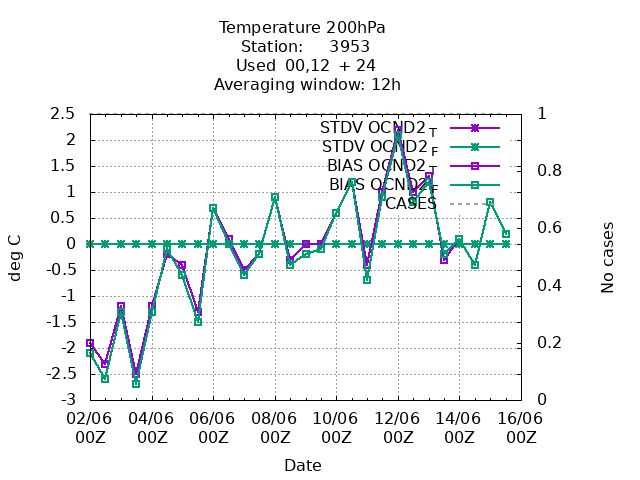 Temperature 200hPa
Station: 3953
Used 00,12 + 24
Averaging window: 12h
STDV OCND2 T
STDV OCND2 F
BIAS OCND2 T
BIAS OCND2 F
CASES
2.5
2
1.5
1
0.5
0
-0.5
-1
-1.5
-2
-2.5
-3
1
0.8
0.6
0.4
0.2
0
deg C
No cases
02/06 04/06 06/06 08/06 10/06 12/06 14/06 16/06
00Z 00Z 00Z 00Z 00Z 00Z 00Z 00Z
Date